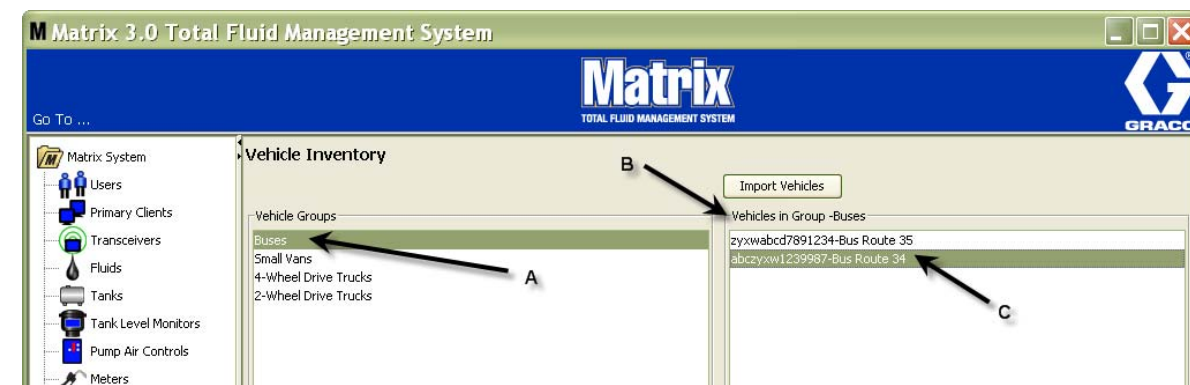 M Matrix 3.0 Total Fluid Management System
Matrix
TOTAL FLUID MANAGEMENT SYSTEM
Go To ...
GRACO
Matrix System
Users
Primary Clients
Transceivers
Fluids
Tanks
Tank Level Monitors
Pump Air Controls
Meters
Vehicle Inventory
B
Import Vehicles
Vehicle Groups
Buses
Small Vans
4-Wheel Drive Trucks
2-Wheel Drive Trucks
A
Vehicles in Group -Buses
zyxwabcd7891234-Bus Route 35
abczyxw1239987-Bus Route 34
C